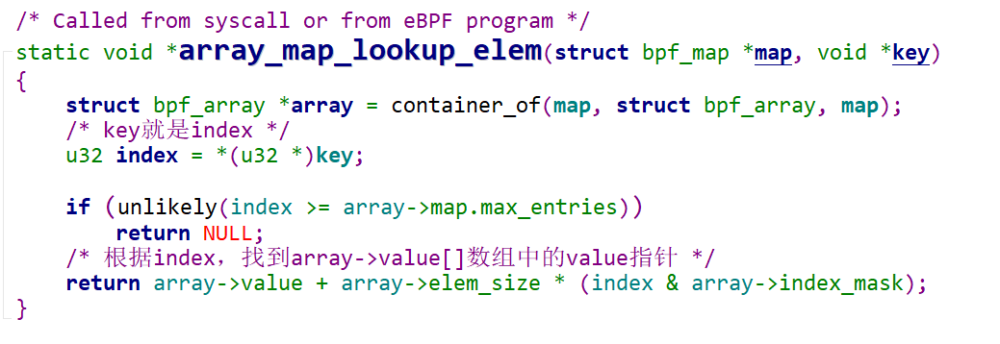 /* Called from syscall or from eBPF program */
static void *array_map_lookup_elem(struct bpf_map *map, void *key)
{
    struct bpf_array *array = container_of(map, struct bpf_array, map);
    /* key就是index */
    u32 index = *(u32 *)key;

    if (unlikely(index >= array->map.max_entries))
        return NULL;
    /* 根据index，找到array->value[]数组中的value指针 */
    return array->value + array->elem_size * (index & array->index_mask);
}